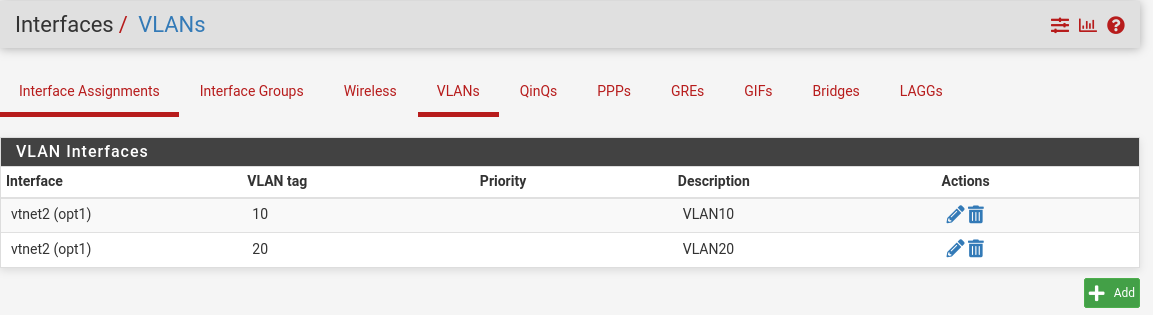 Interfaces / VLANs
Interface Assignments Interface Groups Wireless VLANs QinQs PPPs GREs GIFs Bridges LAGGs
VLAN Interfaces
Interface VLAN tag Priority Description Actions
vtnet2 (opt1) 10 VLAN10
vtnet2 (opt1) 20 VLAN20
Add